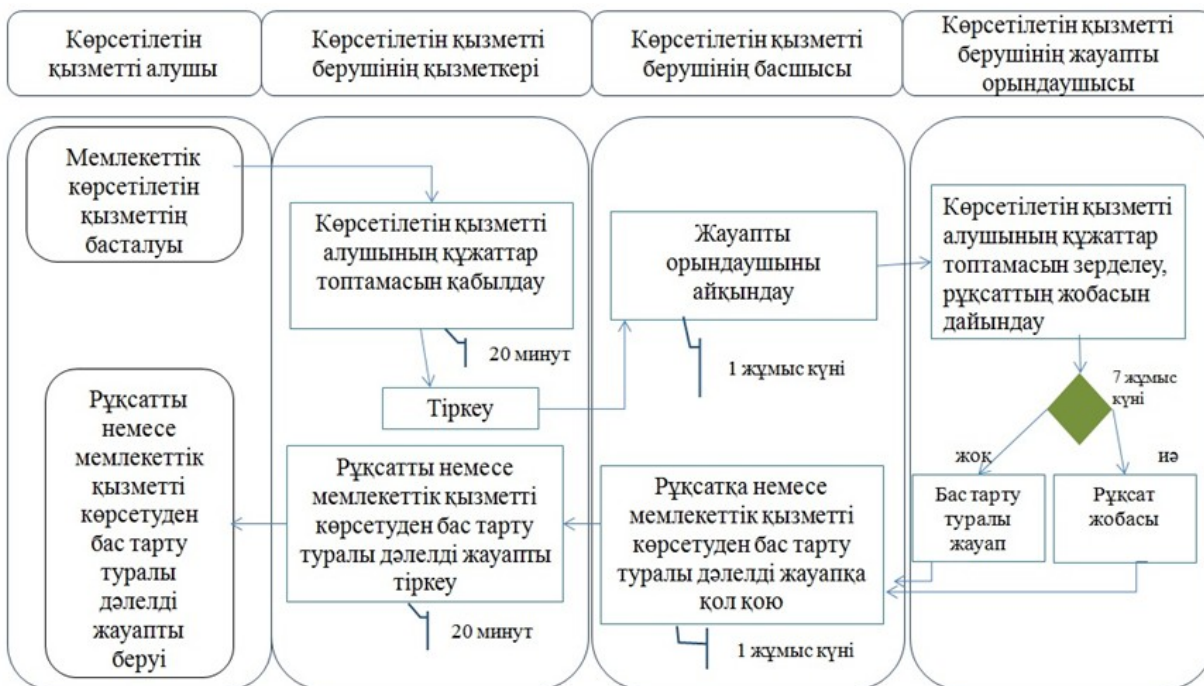 Көрсетілетін
қызметті алушы
Көрсетілетін қызметті
берушінің қызметкері
Көрсетілетін қызметті
берушінің басшысы
Көрсетілетін қызметті
берушінің жауапты
орындаушысы
Мемлекеттік
көрсетілетін
қызметтің
басталуы
Көрсетілетін қызметті
алушының құжаттар
топтамасын қабылдау
20 минут
Тіркеу
Жауапты
орындаушыны
айқындау
1 жұмыс күні
Көрсетілетін қызметті
алушының құжаттар
топтамасын зерделеу,
рұқсаттың жобасын
дайындау
7 жұмыс
күні
жоқ
иә
Бас тарту
туралы
жауап
Рұқсат
жобасы
Рұқсатқа немесе
мемлекеттік қызметті
көрсетуден бас тарту
туралы дәлелді жауапқа
қол қою
1 жұмыс күні
Рұқсатты немесе
мемлекеттік қызметті
көрсетуден бас тарту
туралы дәлелді жауапты
тіркеу
20 минут
Рұқсатты
немесе
мемлекеттік
қызметті
көрсетуден
бас тарту
туралы
дәлелді
жауапты
беруі